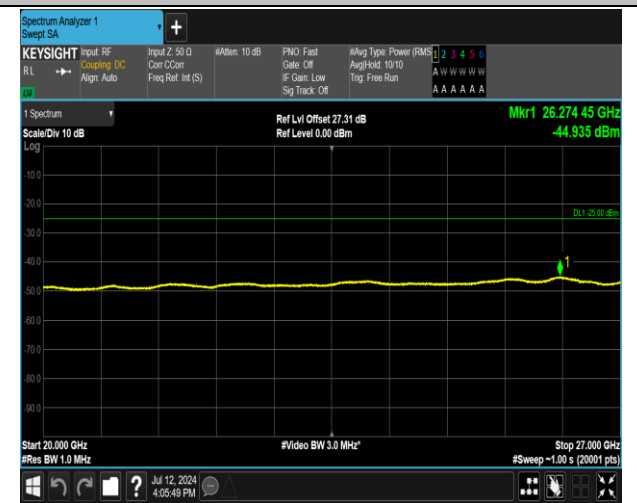 Spectrum Analyzer 1
Swept SA
+
KEYSIGHT
RL
Input: RF
Coupling: DC
Align: Auto
Input Z: 50 Ω
Corr CCorr
Freq Ref: Int (S)
#Atten: 10 dB
PNO: Fast
Gate: Off
IF Gain: Low
Sig Track: Off
#Avg Type: Power (RMS
Avg|Hold: 10/10
Trig: Free Run
1 2 3 4 5 6
A W W W W W
A A A A A A
1 Spectrum
Scale/Div 10 dB
Log
Ref Lvl Offset 27.31 dB
Ref Level 0.00 dBm
Mkr1 26.274 45 GHz
-44.935 dBm
-10.0
-20.0
DL1 -25.00 dBm
-30.0
-40.0
1
-50.0
-60.0
-70.0
-80.0
-90.0
Start 20.000 GHz
#Res BW 1.0 MHz
#Video BW 3.0 MHz*
Stop 27.000 GHz
#Sweep ~1.00 s (20001 pts)
?
Jul 12, 2024
4:05:49 PM